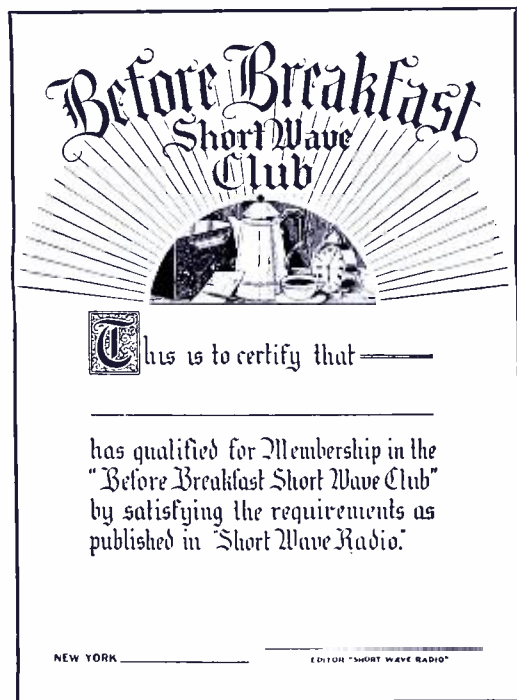 Before Breakfast
Short Wave
Club
This is to certify that
has qualified for Membership in the
"Before Breakfast Short Wave Club"
by satisfying the requirements as
published in "Short Wave Radio."
NEW YORK
EDITOR "SHORT WAVE RADIO"